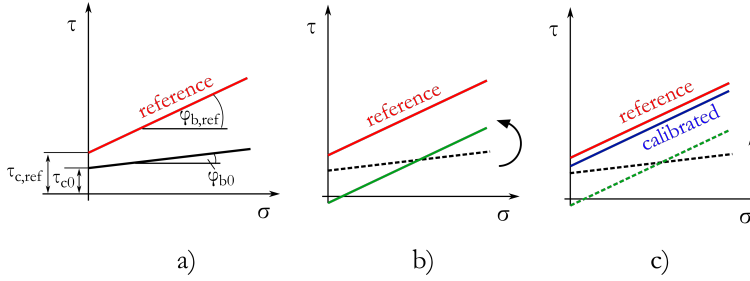 τ
reference
φb,ref
τc,ref
τc0
φb0
σ
a)
τ
reference
σ
b)
τ
reference
calibrated
σ
c)